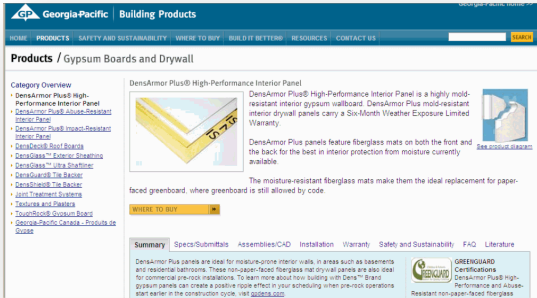 Georgia-Pacific Home >>
GP Georgia-Pacific Building Products
HOME PRODUCTS SAFETY AND SUSTAINABILITY WHERE TO BUY BUILD IT BETTER® RESOURCES CONTACT US SEARCH
Products / Gypsum Boards and Drywall
Category Overview
DensArmor Plus® High-
Performance Interior Panel
DensArmor Plus® Abuse-Resistant
Interior Panel
DensArmor Plus® Impact-Resistant
Interior Panel
DensDeck® Roof Boards
DensGlass™ Exterior Sheathing
DensGlass™ Ultra Shaftliner
DensGuard® Tile Backer
DensShield® Tile Backer
Joint Treatment Systems
Textures and Plasters
ToughRock® Gypsum Board
Georgia-Pacific Canada - Produits de
Gypse
DensArmor Plus® High-Performance Interior Panel
DensArmor Plus® High-Performance Interior Panel is a highly mold-
resistant interior gypsum wallboard. DensArmor Plus mold-resistant
interior drywall panels carry a Six-Month Weather Exposure Limited
Warranty.
DensArmor Plus panels feature fiberglass mats on both the front and
the back for the best in interior protection from moisture currently
available.
See product diagram
The moisture-resistant fiberglass mats make them the ideal replacement for paper-
faced greenboard, where greenboard is still allowed by code.
WHERE TO BUY
Summary Specs/Submittals Assemblies/CAD Installation Warranty Safety and Sustainability FAQ Literature
DensArmor Plus panels are ideal for moisture-prone interior walls, in areas such as basements
and residential bathrooms. These non-paper-faced fiberglass mat drywall panels are also ideal
for commercial pre-rock installations. To learn more about how building with Dens™ Brand
gypsum panels can create a positive ripple effect in your scheduling when pre-rock operations
start earlier in the construction cycle, visit godens.com.
GREENGUARD
GREENGUARD
Certifications
DensArmor Plus® High-
Performance and Abuse-
Resistant non-paper-faced fiberglass